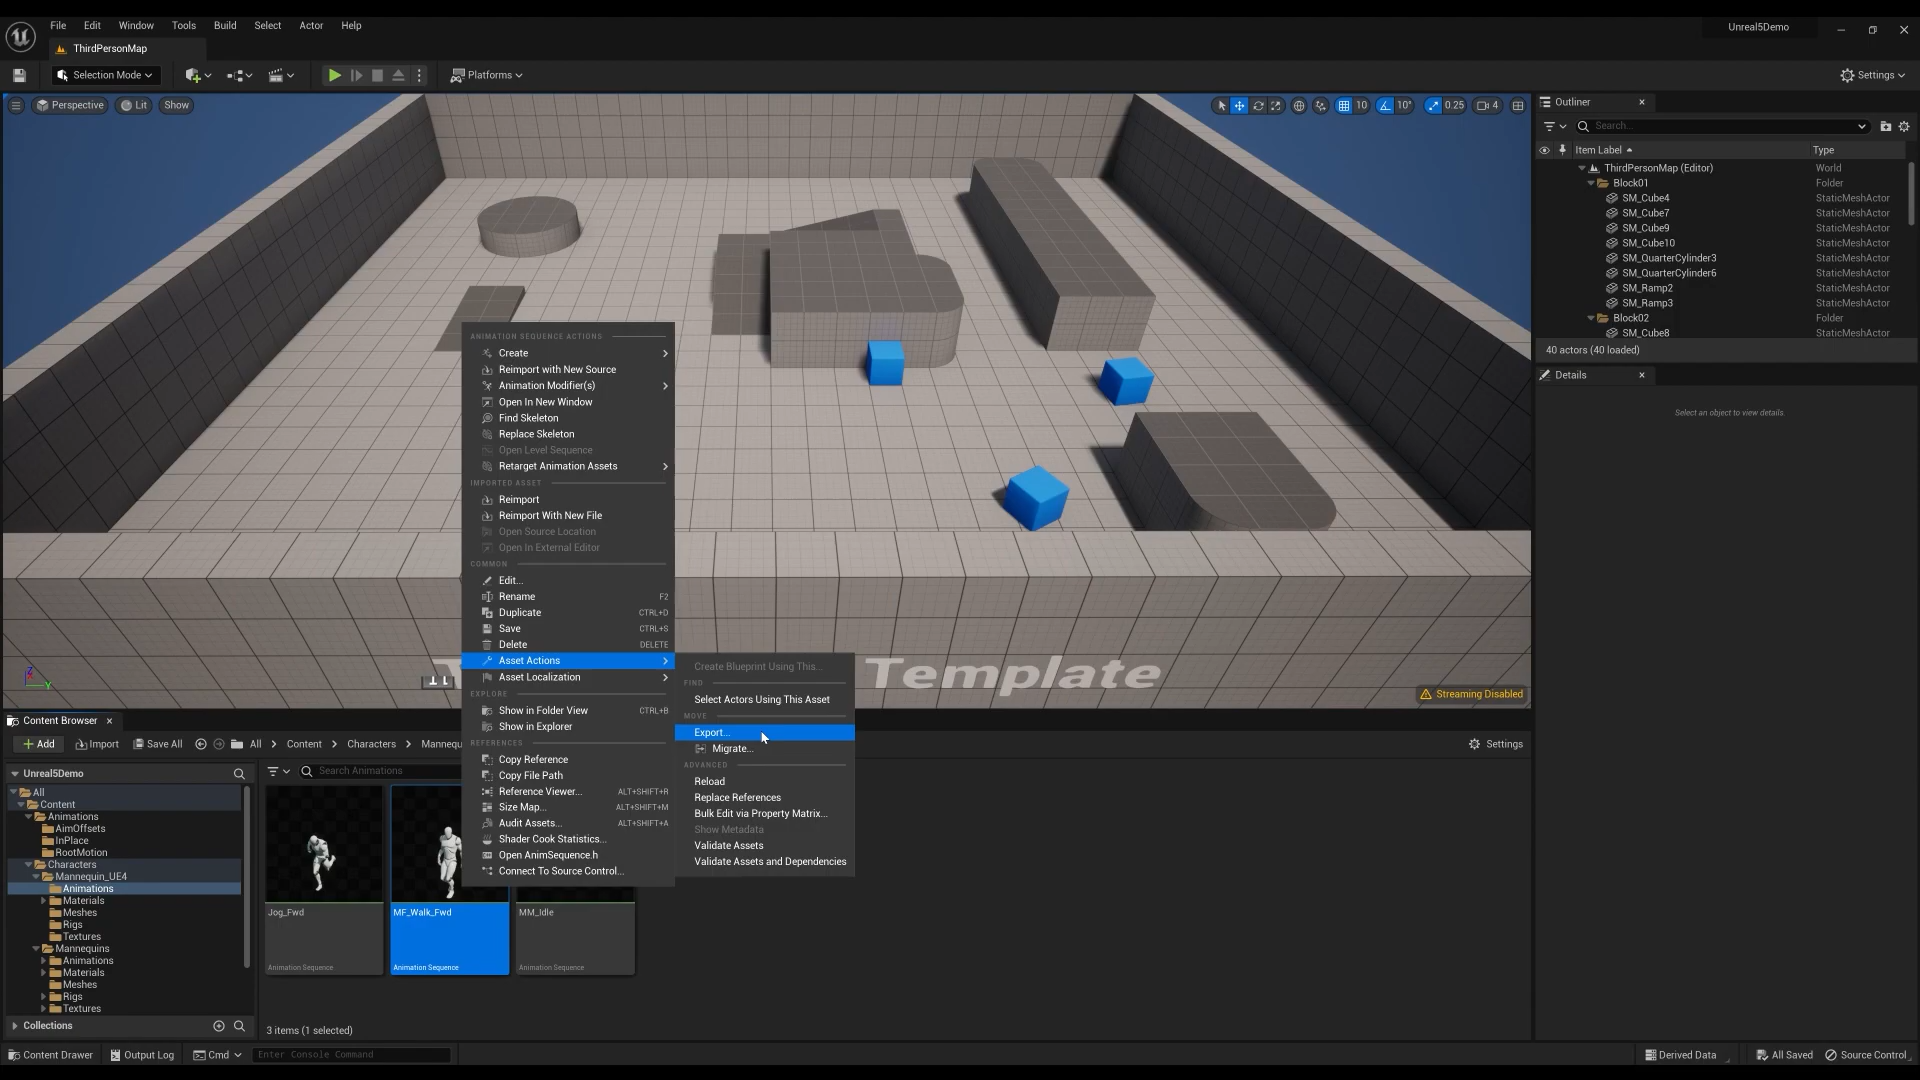 File Edit Window Tools Build Select Actor Help
Unreal5Demo
ThirdPersonMap
Selection Mode
Platforms
Settings
Perspective Lit Show
10 10° 0.25 4
Outliner
Search...
Item Label Type
ThirdPersonMap (Editor) World
Block01 Folder
SM_Cube4 StaticMeshActor
SM_Cube7 StaticMeshActor
SM_Cube9 StaticMeshActor
SM_Cube10 StaticMeshActor
SM_QuarterCylinder3 StaticMeshActor
SM_QuarterCylinder6 StaticMeshActor
SM_Ramp2 StaticMeshActor
SM_Ramp3 StaticMeshActor
Block02 Folder
SM_Cube8 StaticMeshActor
40 actors (40 loaded)
Details
Select an object to view details.
ANIMATION SEQUENCE ACTIONS
Create
Reimport with New Source
Animation Modifier(s)
Open In New Window
Find Skeleton
Replace Skeleton
Open Level Sequence
Retarget Animation Assets
IMPORTED ASSET
Reimport
Reimport With New File
Open Source Location
Open In External Editor
COMMON
Edit...
Rename F2
Duplicate CTRL+D
Save CTRL+S
Delete DELETE
Asset Actions
Asset Localization
EXPLORE
Show in Folder View CTRL+B
Show in Explorer
REFERENCES
Copy Reference
Copy File Path
Reference Viewer... ALT+SHIFT+R
Size Map... ALT+SHIFT+M
Audit Assets... ALT+SHIFT+A
Shader Cook Statistics...
Open AnimSequence.h
Connect To Source Control...
Create Blueprint Using This...
FIND
Select Actors Using This Asset
MOVE
Export...
Migrate...
ADVANCED
Reload
Replace References
Bulk Edit via Property Matrix...
Show Metadata
Validate Assets
Validate Assets and Dependencies
Template
Z
Y
Streaming Disabled
Content Browser
Add Import Save All All Content Characters Mannequ
Settings
Unreal5Demo
All
Content
Animations
AimOffsets
InPlace
RootMotion
Characters
Mannequin_UE4
Animations
Materials
Meshes
Rigs
Textures
Mannequins
Animations
Materials
Meshes
Rigs
Textures
Collections
Search Animations
Jog_Fwd
Animation Sequence
MF_Walk_Fwd
Animation Sequence
MM_Idle
Animation Sequence
3 items (1 selected)
Content Drawer Output Log Cmd Enter Console Command
Derived Data All Saved Source Control